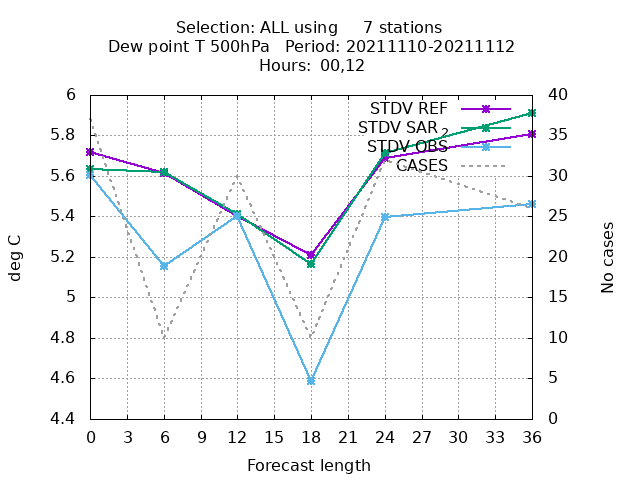 Selection: ALL using 7 stations
Dew point T 500hPa Period: 20211110-20211112
Hours: 00,12
6 40
STDV REF
5.8 35
STDV SAR 2
STDV OBS
CASES
5.6 30
5.4 25
5.2 20
5 15
4.8 10
4.6 5
4.4 0
deg C
No cases
0 3 6 9 12 15 18 21 24 27 30 33 36
Forecast length